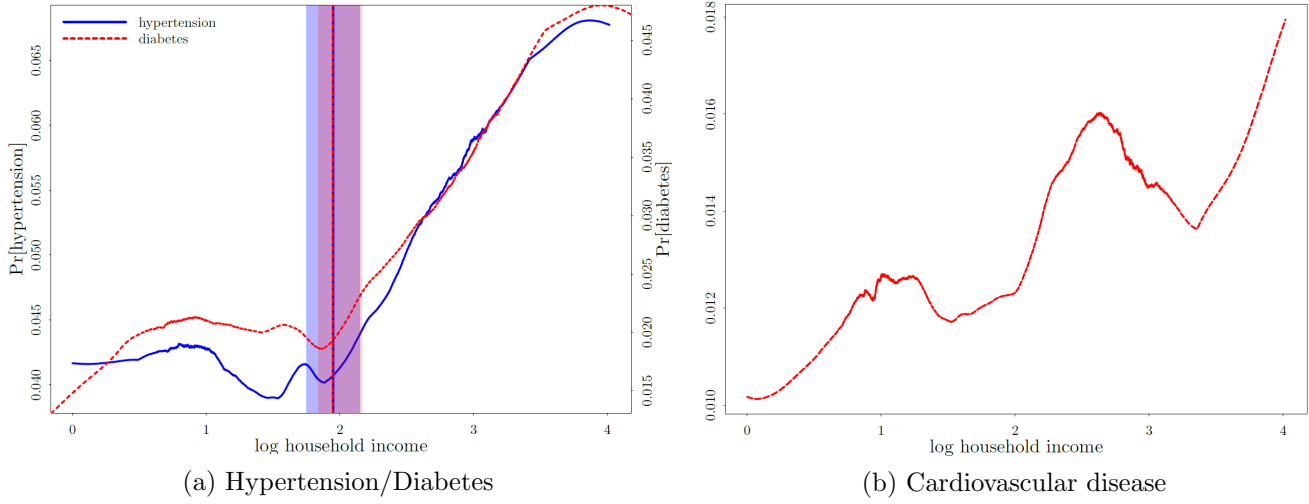 hypertension
diabetes
Pr[hypertension]
0.065
0.060
0.055
0.050
0.045
0.040
Pr[diabetes]
0.045
0.040
0.035
0.030
0.025
0.020
0.015
0 1 2 3 4
log household income
(a) Hypertension/Diabetes
0.018
0.016
0.014
0.012
0.010
0 1 2 3 4
log household income
(b) Cardiovascular disease